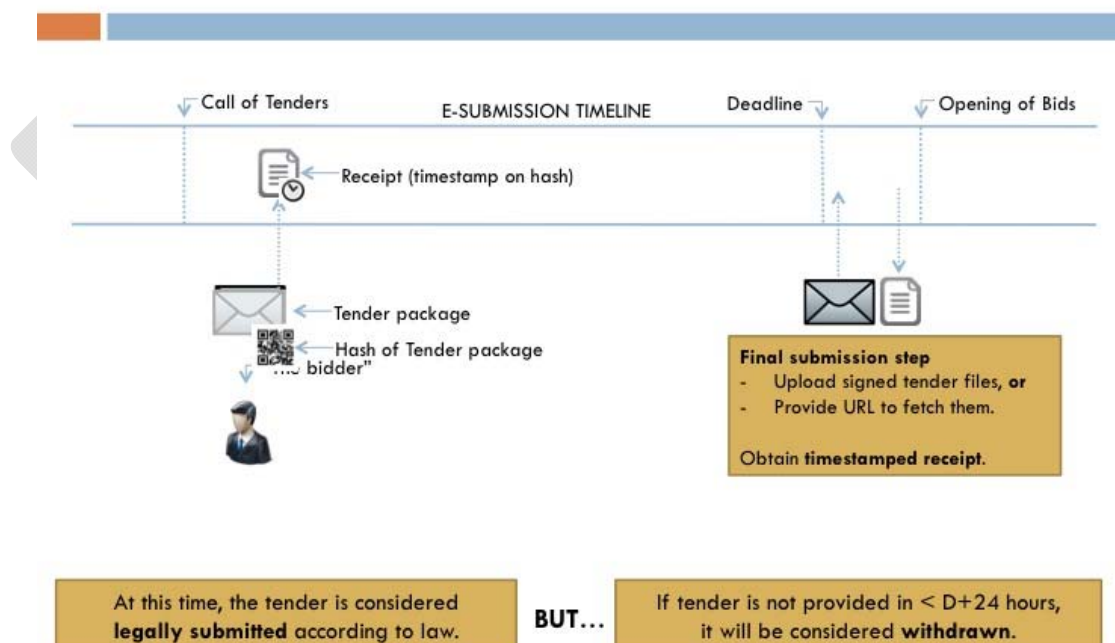 Call of Tenders
E-SUBMISSION TIMELINE
Deadline
Opening of Bids
Receipt (timestamp on hash)
Tender package
Hash of Tender package
bidder"
Final submission step
- Upload signed tender files, or
- Provide URL to fetch them.
Obtain timestamped receipt.
At this time, the tender is considered
legally submitted according to law.
BUT...
If tender is not provided in < D+24 hours,
it will be considered withdrawn.